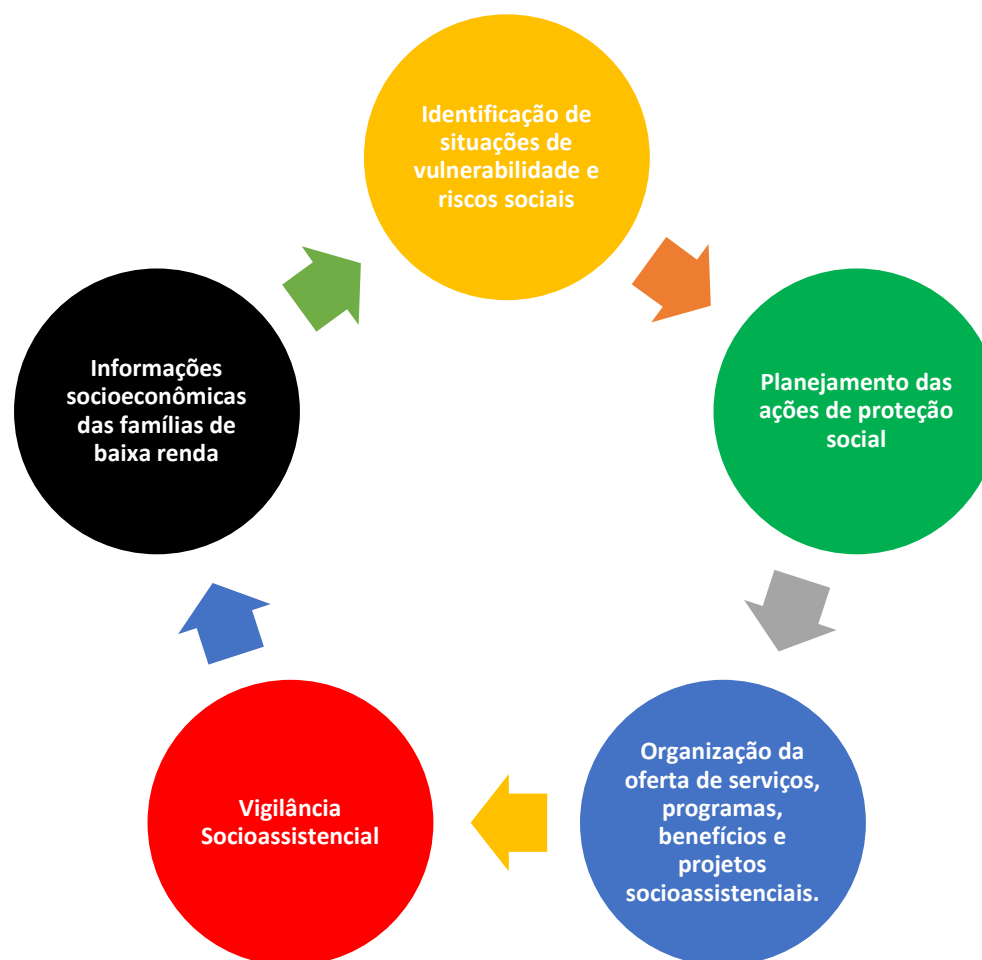 Identificação de
situações de
vulnerabilidade e
riscos sociais
Planejamento das
ações de proteção
social
Organização da
oferta de serviços,
programas,
benefícios e
projetos
socioassistenciais.
Vigilância
Socioassistencial
Informações
socioeconômicas
das famílias de
baixa renda